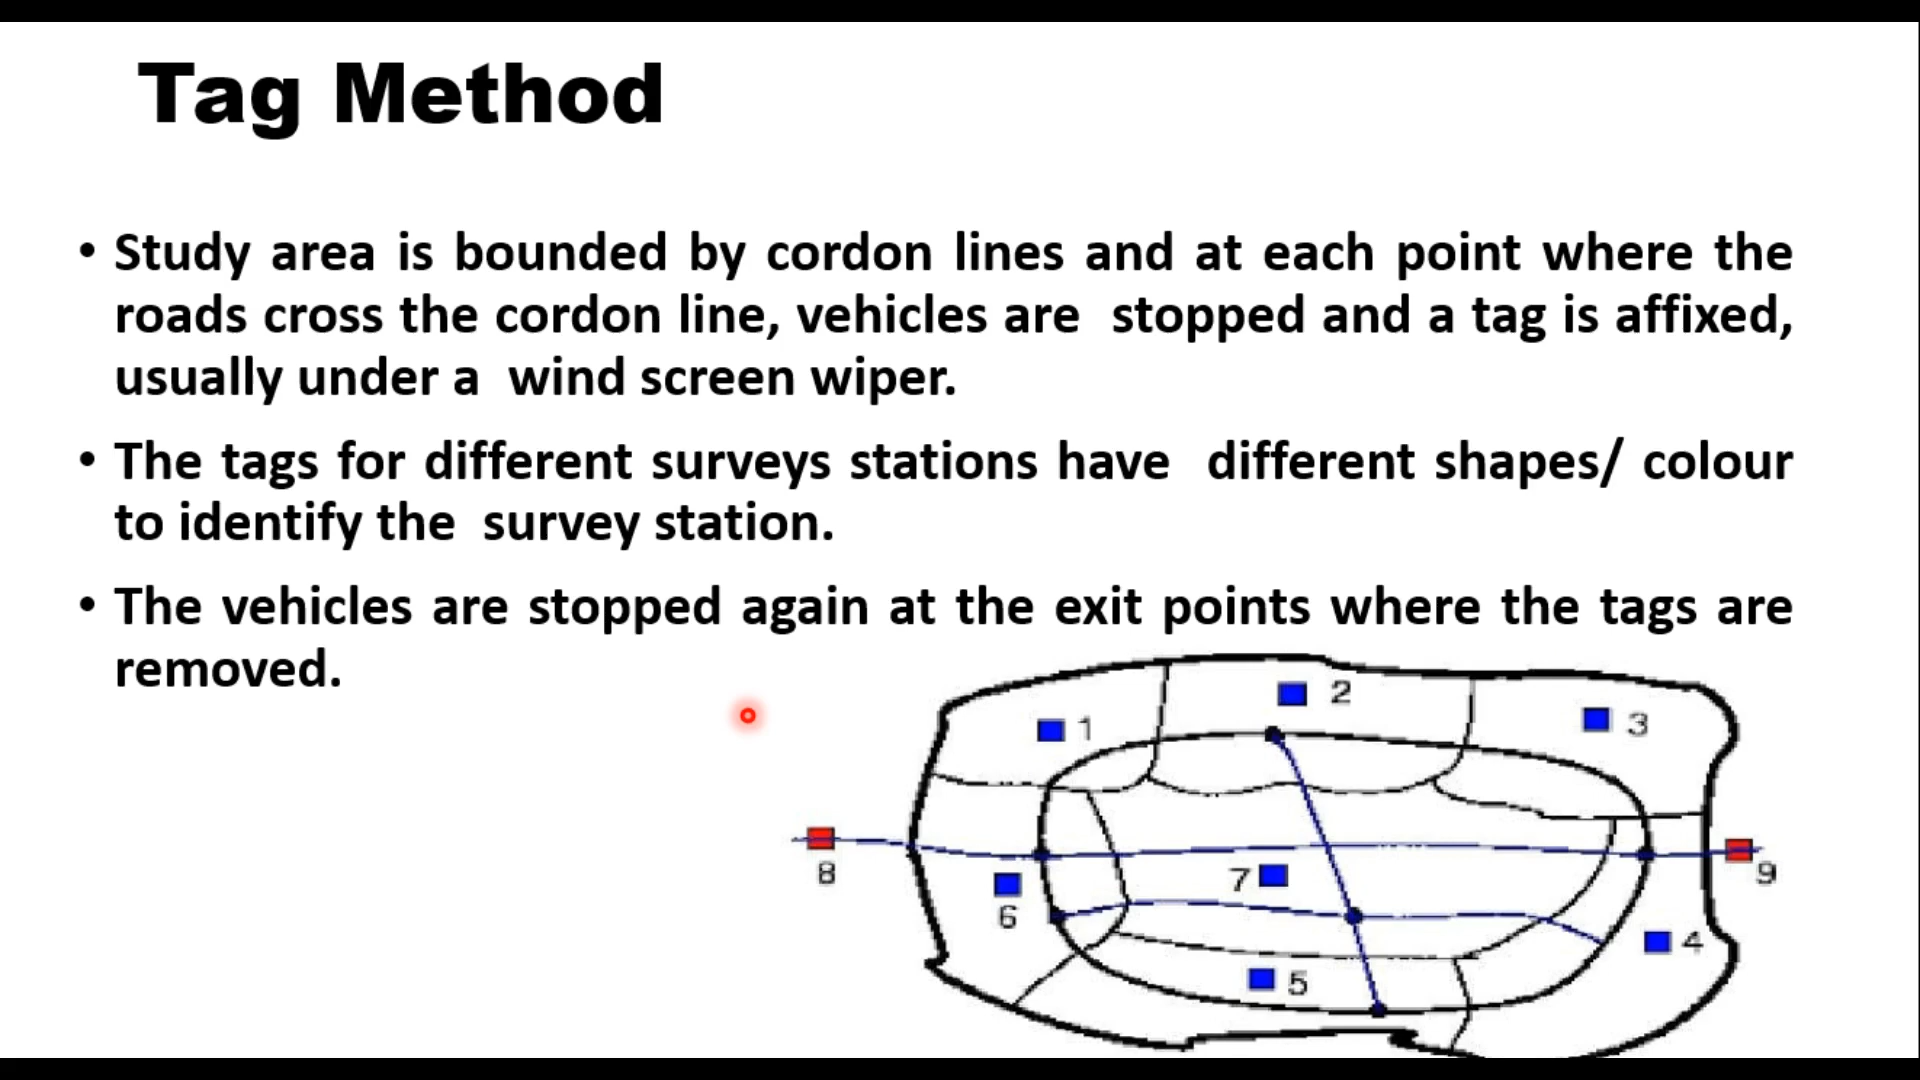 Tag Method
• Study area is bounded by cordon lines and at each point where the
roads cross the cordon line, vehicles are stopped and a tag is affixed,
usually under a wind screen wiper.
• The tags for different surveys stations have different shapes/ colour
to identify the survey station.
• The vehicles are stopped again at the exit points where the tags are
removed.
2
1
3
8
7
9
6
4
5